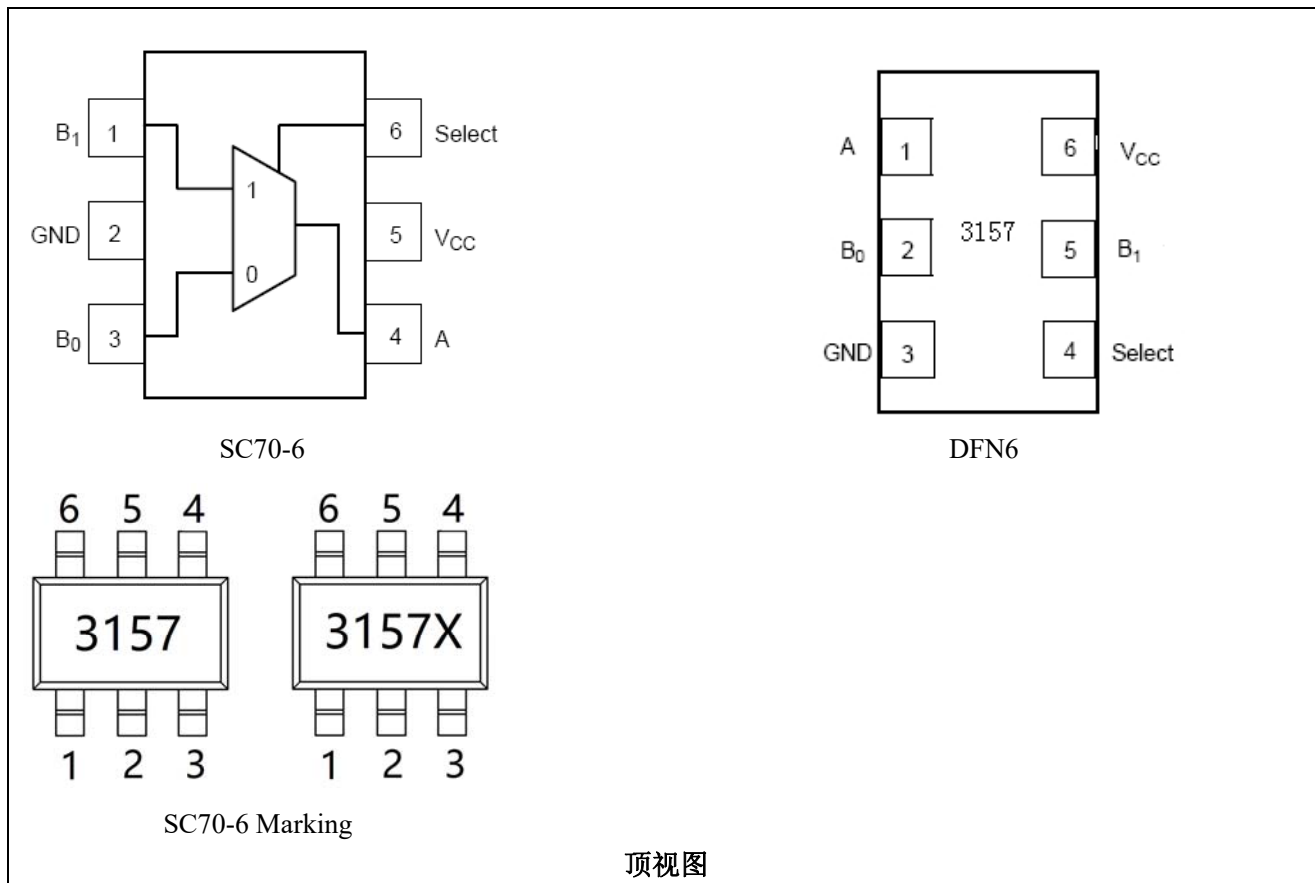 B₁ 1 6 Select
1
GND 2 5 VCC
0
B₀ 3 4 A
SC70-6
A 1 6 VCC
B₀ 2 3157 5 B₁
GND 3 4 Select
DFN6
6 5 4
3157
1 2 3
6 5 4
3157X
1 2 3
SC70-6 Marking
顶视图